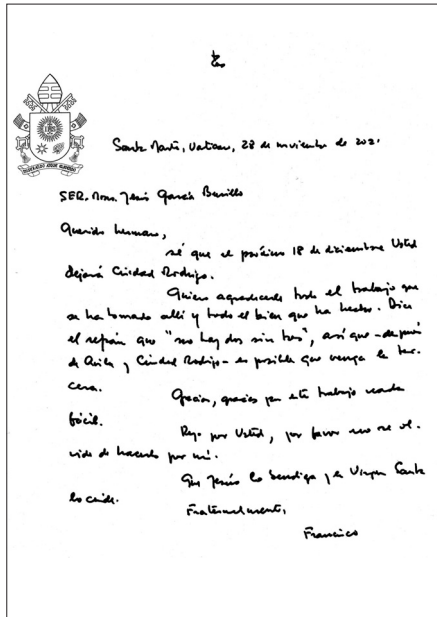 Santa Marta, Vaticano, 28 de noviembre de 2021
SER. Mons. Jesús García Burillo
Querido hermano,
sé que el próximo 18 de diciembre Usted
dejará Ciudad Rodrigo.
Quiero agradecerle todo el trabajo que
se ha tomado allí y todo el bien que ha hecho. Dice
el refrán que "no hay dos sin tres", así que - después
de Ávila y Ciudad Rodrigo - es posible que venga la ter-
cera.
Gracias, gracias por este trabajo nada
fácil.
Rezo por Usted, por favor no se ol-
vide de hacerlo por mí.
Que Jesús lo bendiga y la Virgen Santa
lo cuide.
Fraternalmente,
Francisco